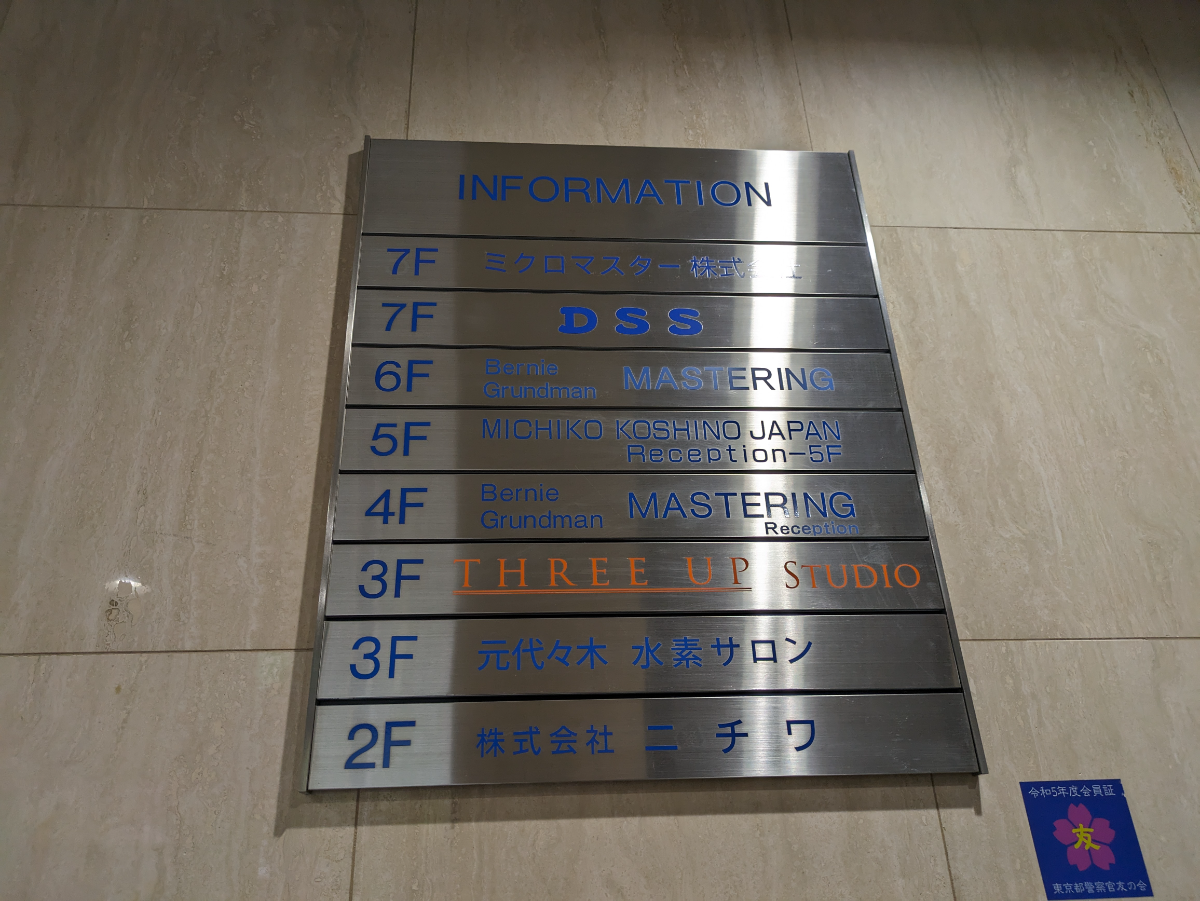 INFORMATION
7F ミクロマスター株式会社
7F DSS
6F Bernie Grundman MASTERING
5F MICHIKO KOSHINO JAPAN
Reception-5F
4F Bernie Grundman MASTERING
Reception
3F THREE UP STUDIO
3F 元代々木 水素サロン
2F 株式会社 ニチワ
令和5年度会員証
友
東京都警察官友の会